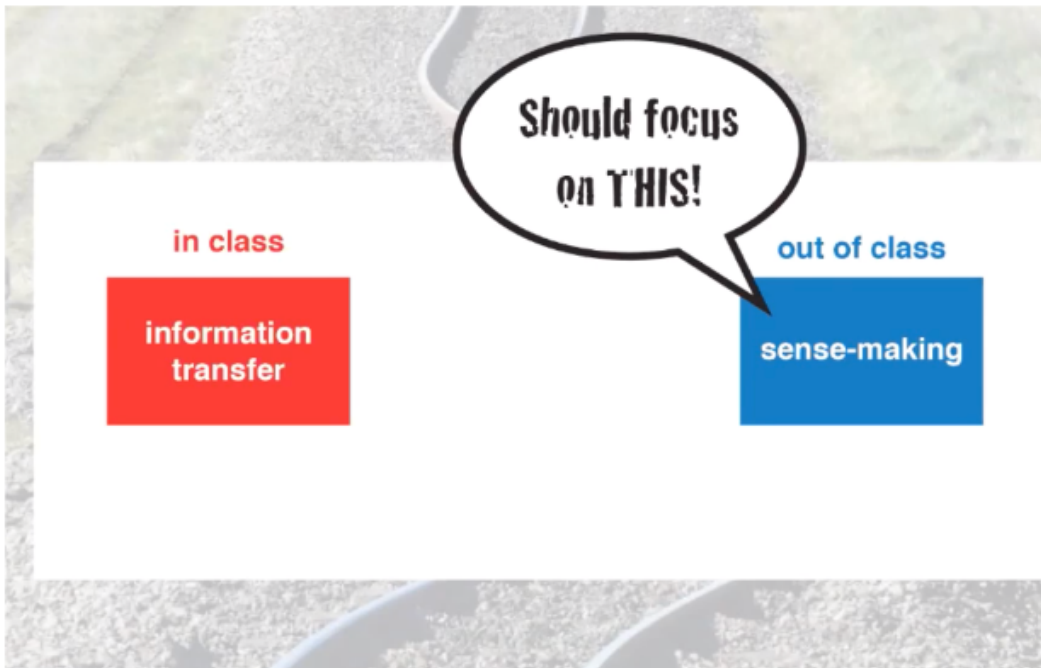 Should focus
on THIS!
in class
information
transfer
out of class
sense-making